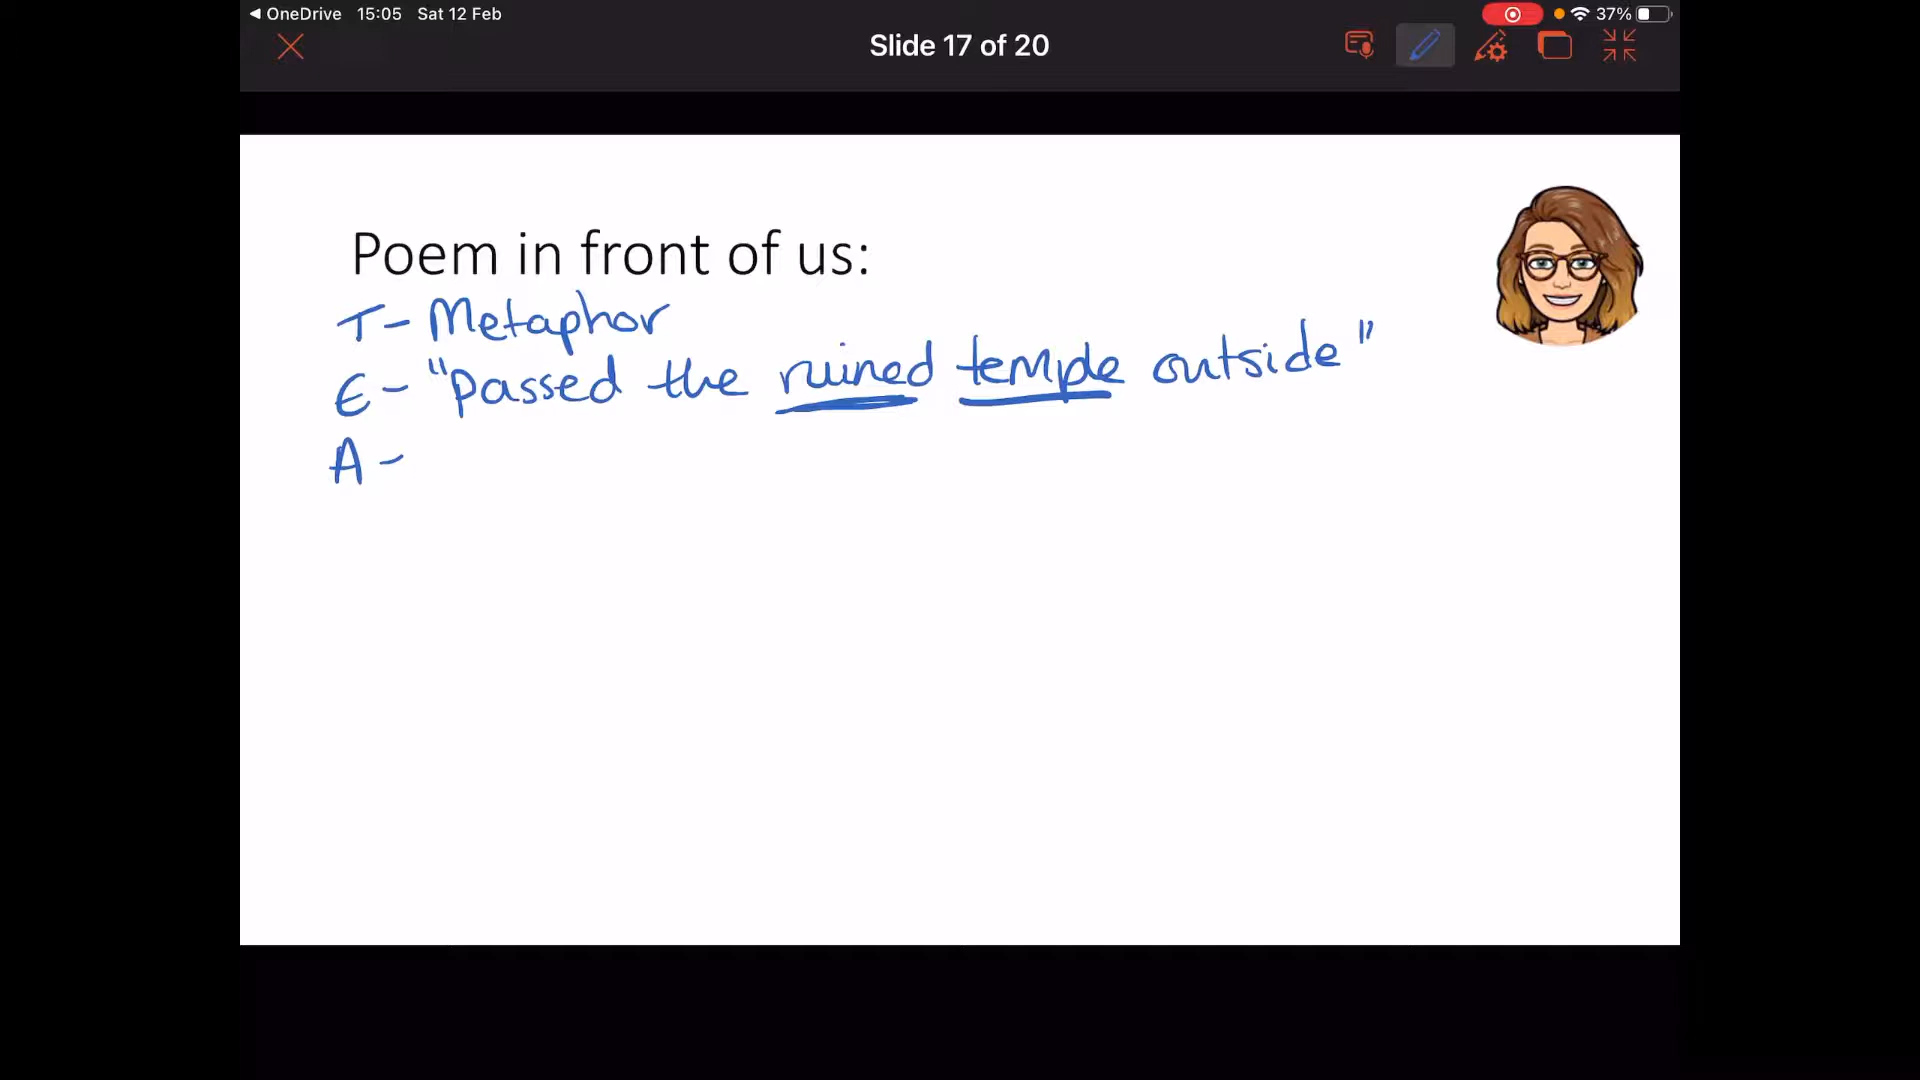 ◄ OneDrive 15:05 Sat 12 Feb 37%
Slide 17 of 20
Poem in front of us:
T- Metaphor
E- "passed the ruined temple outside"
A-